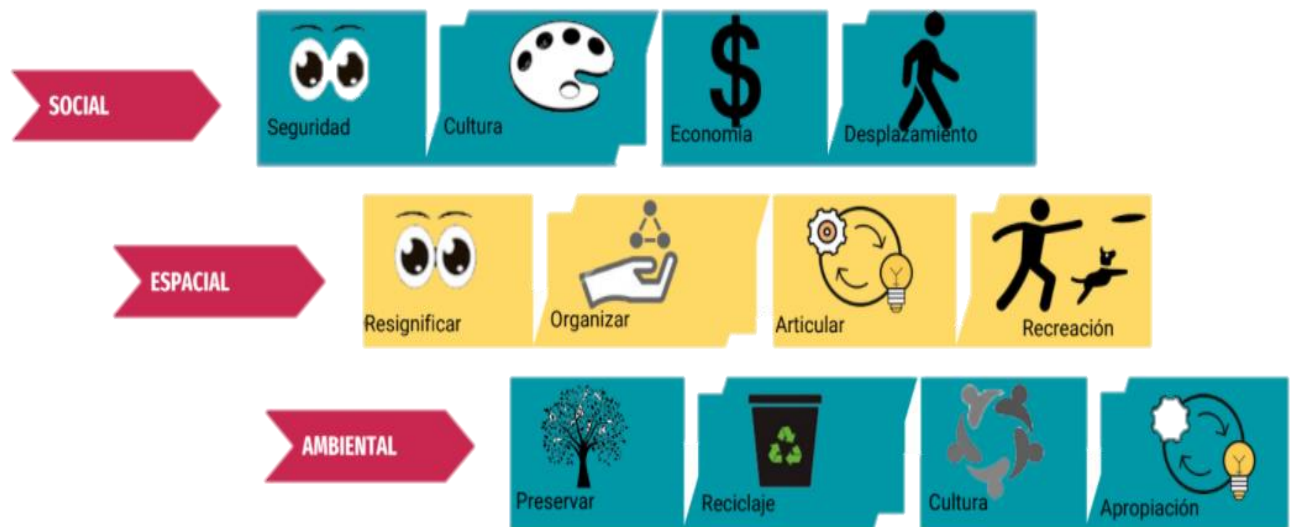 SOCIAL
Seguridad
Cultura
Economía
Desplazamiento
ESPACIAL
Resignificar
Organizar
Articular
Recreación
AMBIENTAL
Preservar
Reciclaje
Cultura
Apropiación